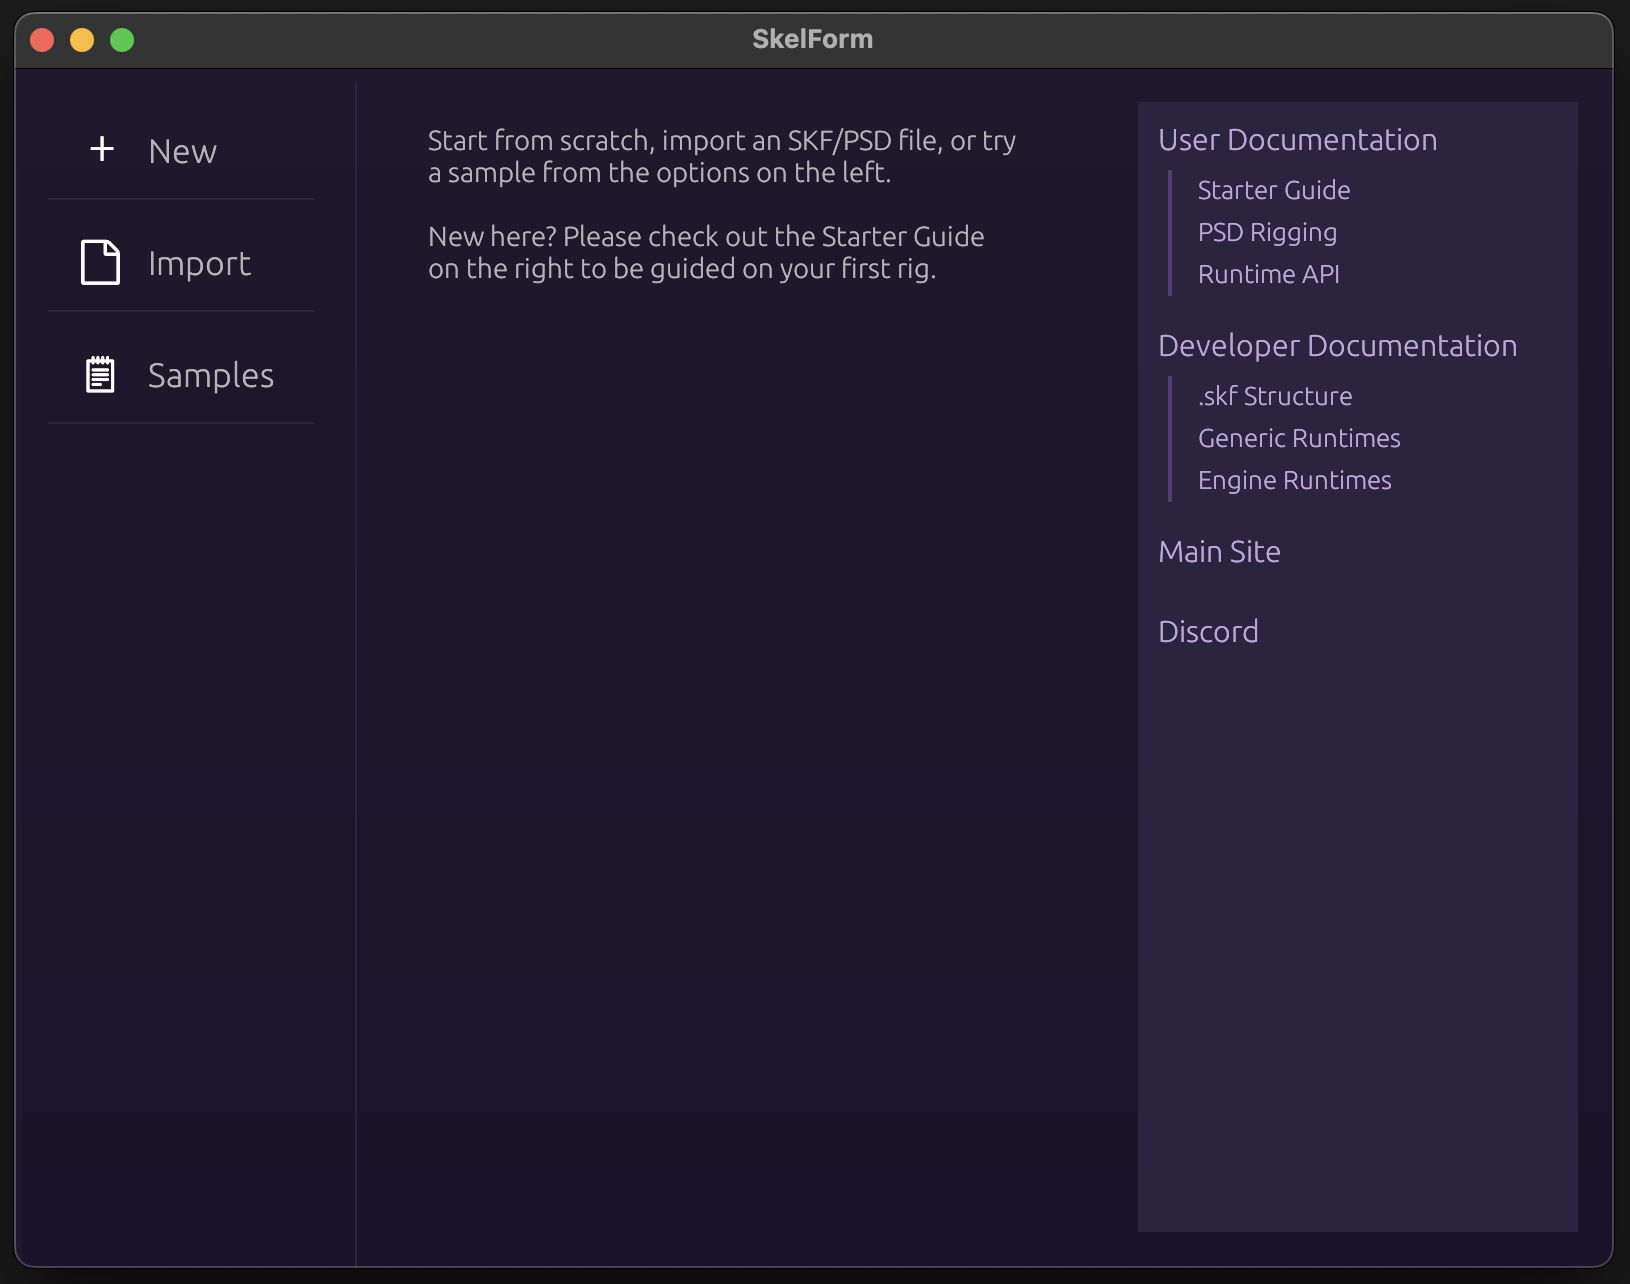 SkelForm
New
Import
Samples
Start from scratch, import an SKF/PSD file, or try
a sample from the options on the left.
New here? Please check out the Starter Guide
on the right to be guided on your first rig.
User Documentation
Starter Guide
PSD Rigging
Runtime API
Developer Documentation
.skf Structure
Generic Runtimes
Engine Runtimes
Main Site
Discord